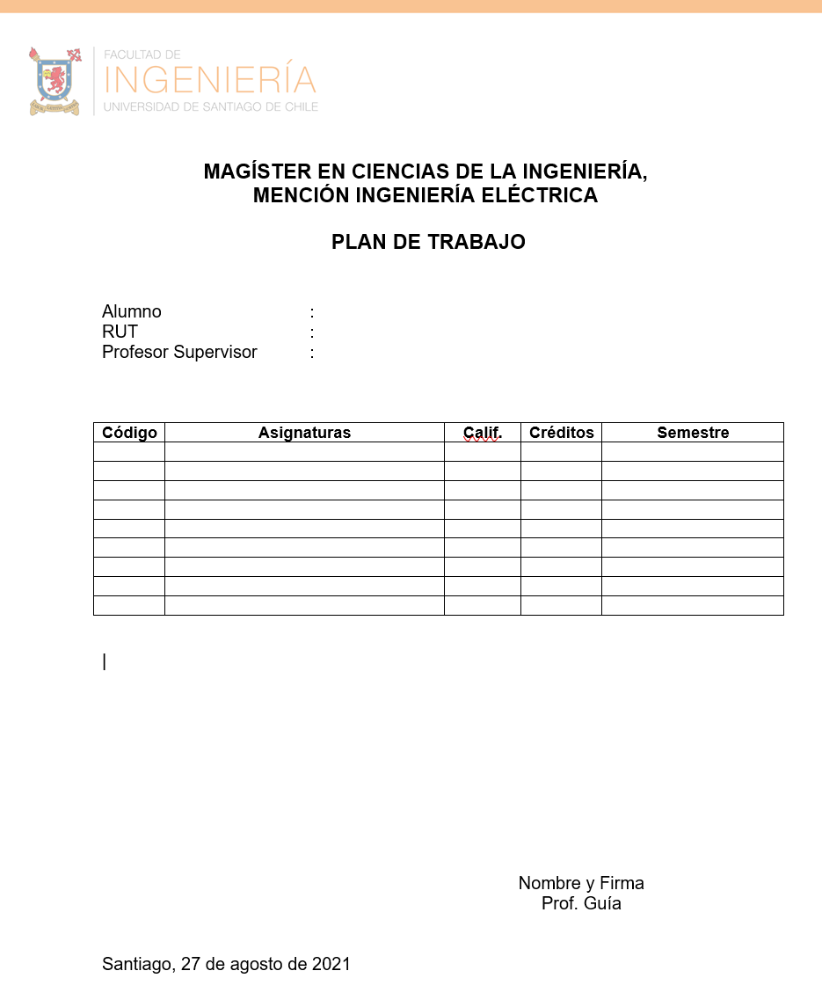 FACULTAD DE
INGENIERÍA
UNIVERSIDAD DE SANTIAGO DE CHILE
MAGÍSTER EN CIENCIAS DE LA INGENIERÍA,
MENCIÓN INGENIERÍA ELÉCTRICA
PLAN DE TRABAJO
Alumno :
RUT :
Profesor Supervisor :
Código Asignaturas Calif. Créditos Semestre
Nombre y Firma
Prof. Guía
Santiago, 27 de agosto de 2021